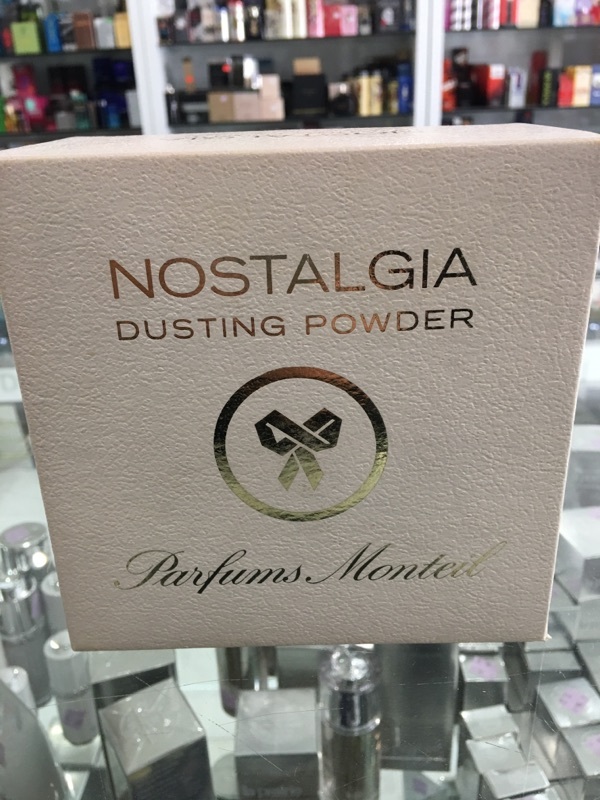 NOSTALGIA
DUSTING POWDER
Parfums Monteil